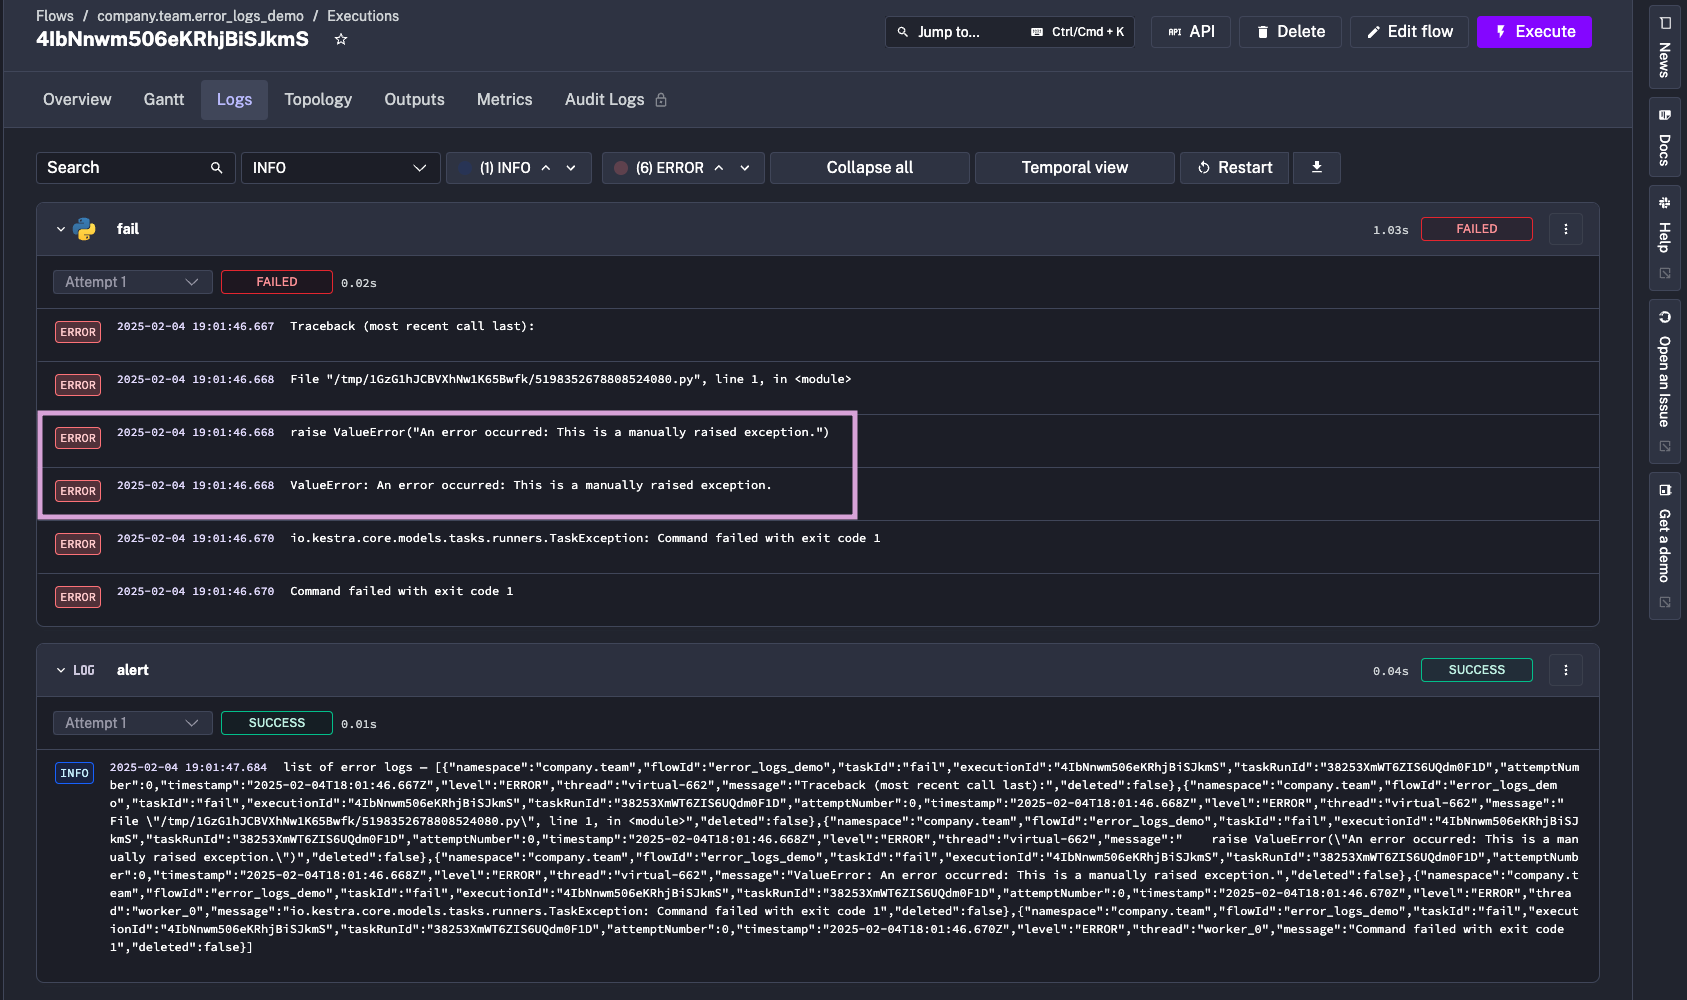 Flows / company.team.error_logs_demo / Executions
4IbNnwm506eKRhjBiSJkmS
Jump to... Ctrl/Cmd + K
API API
Delete
Edit flow
Execute
Overview Gantt Logs Topology Outputs Metrics Audit Logs
Search INFO (1) INFO (6) ERROR Collapse all Temporal view Restart
fail 1.03s FAILED
Attempt 1 FAILED 0.02s
ERROR 2025-02-04 19:01:46.667 Traceback (most recent call last):
ERROR 2025-02-04 19:01:46.668 File "/tmp/1GzG1hJCBVXhNw1K65Bwfk/5198352678808524080.py", line 1, in <module>
ERROR 2025-02-04 19:01:46.668 raise ValueError("An error occurred: This is a manually raised exception.")
ERROR 2025-02-04 19:01:46.668 ValueError: An error occurred: This is a manually raised exception.
ERROR 2025-02-04 19:01:46.670 io.kestra.core.models.tasks.runners.TaskException: Command failed with exit code 1
ERROR 2025-02-04 19:01:46.670 Command failed with exit code 1
LOG alert 0.04s SUCCESS
Attempt 1 SUCCESS 0.01s
INFO 2025-02-04 19:01:47.684 list of error logs — [{"namespace":"company.team","flowId":"error_logs_demo","taskId":"fail","executionId":"4IbNnwm506eKRhjBiSJkmS","taskRunId":"38253XmWT6ZIS6UQdm0F1D","attemptNum
ber":0,"timestamp":"2025-02-04T18:01:46.667Z","level":"ERROR","thread":"virtual-662","message":"Traceback (most recent call last):","deleted":false},{"namespace":"company.team","flowId":"error_logs_dem
o","taskId":"fail","executionId":"4IbNnwm506eKRhjBiSJkmS","taskRunId":"38253XmWT6ZIS6UQdm0F1D","attemptNumber":0,"timestamp":"2025-02-04T18:01:46.668Z","level":"ERROR","thread":"virtual-662","message":"
File \"/tmp/1GzG1hJCBVXhNw1K65Bwfk/5198352678808524080.py\", line 1, in <module>","deleted":false},{"namespace":"company.team","flowId":"error_logs_demo","taskId":"fail","executionId":"4IbNnwm506eKRhjBiSJ
kmS","taskRunId":"38253XmWT6ZIS6UQdm0F1D","attemptNumber":0,"timestamp":"2025-02-04T18:01:46.668Z","level":"ERROR","thread":"virtual-662","message":"    raise ValueError(\"An error occurred: This is a man
ually raised exception.\")","deleted":false},{"namespace":"company.team","flowId":"error_logs_demo","taskId":"fail","executionId":"4IbNnwm506eKRhjBiSJkmS","taskRunId":"38253XmWT6ZIS6UQdm0F1D","attemptNumb
er":0,"timestamp":"2025-02-04T18:01:46.668Z","level":"ERROR","thread":"virtual-662","message":"ValueError: An error occurred: This is a manually raised exception.","deleted":false},{"namespace":"company.t
eam","flowId":"error_logs_demo","taskId":"fail","executionId":"4IbNnwm506eKRhjBiSJkmS","taskRunId":"38253XmWT6ZIS6UQdm0F1D","attemptNumber":0,"timestamp":"2025-02-04T18:01:46.670Z","level":"ERROR","threa
d":"worker_0","message":"io.kestra.core.models.tasks.runners.TaskException: Command failed with exit code 1","deleted":false},{"namespace":"company.team","flowId":"error_logs_demo","taskId":"fail","execut
ionId":"4IbNnwm506eKRhjBiSJkmS","taskRunId":"38253XmWT6ZIS6UQdm0F1D","attemptNumber":0,"timestamp":"2025-02-04T18:01:46.670Z","level":"ERROR","thread":"worker_0","message":"Command failed with exit code
1","deleted":false}]
News
Docs
Help
Open an Issue
Get a demo